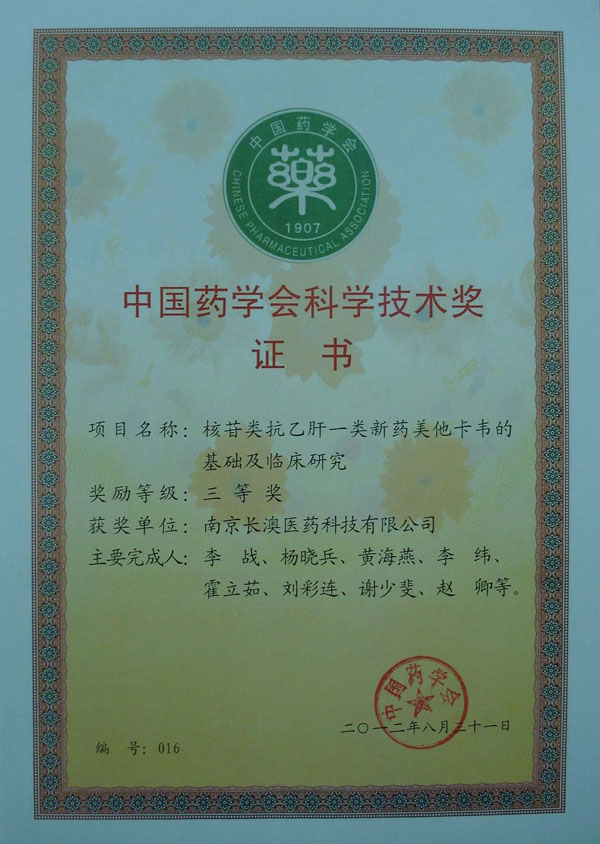 中国药学会
藥
1907
CHINESE PHARMACEUTICAL ASSOCIATION
中国药学会科学技术奖
证 书
项目名称：核苷类抗乙肝一类新药美他卡韦的
基础及临床研究
奖励等级：三 等 奖
获奖单位：南京长澳医药科技有限公司
主要完成人：李 战、杨晓兵、黄海燕、李 纬、
霍立茹、刘彩连、谢少斐、赵 卿等。
中国药学会
二〇一二年八月三十一日
编 号：016